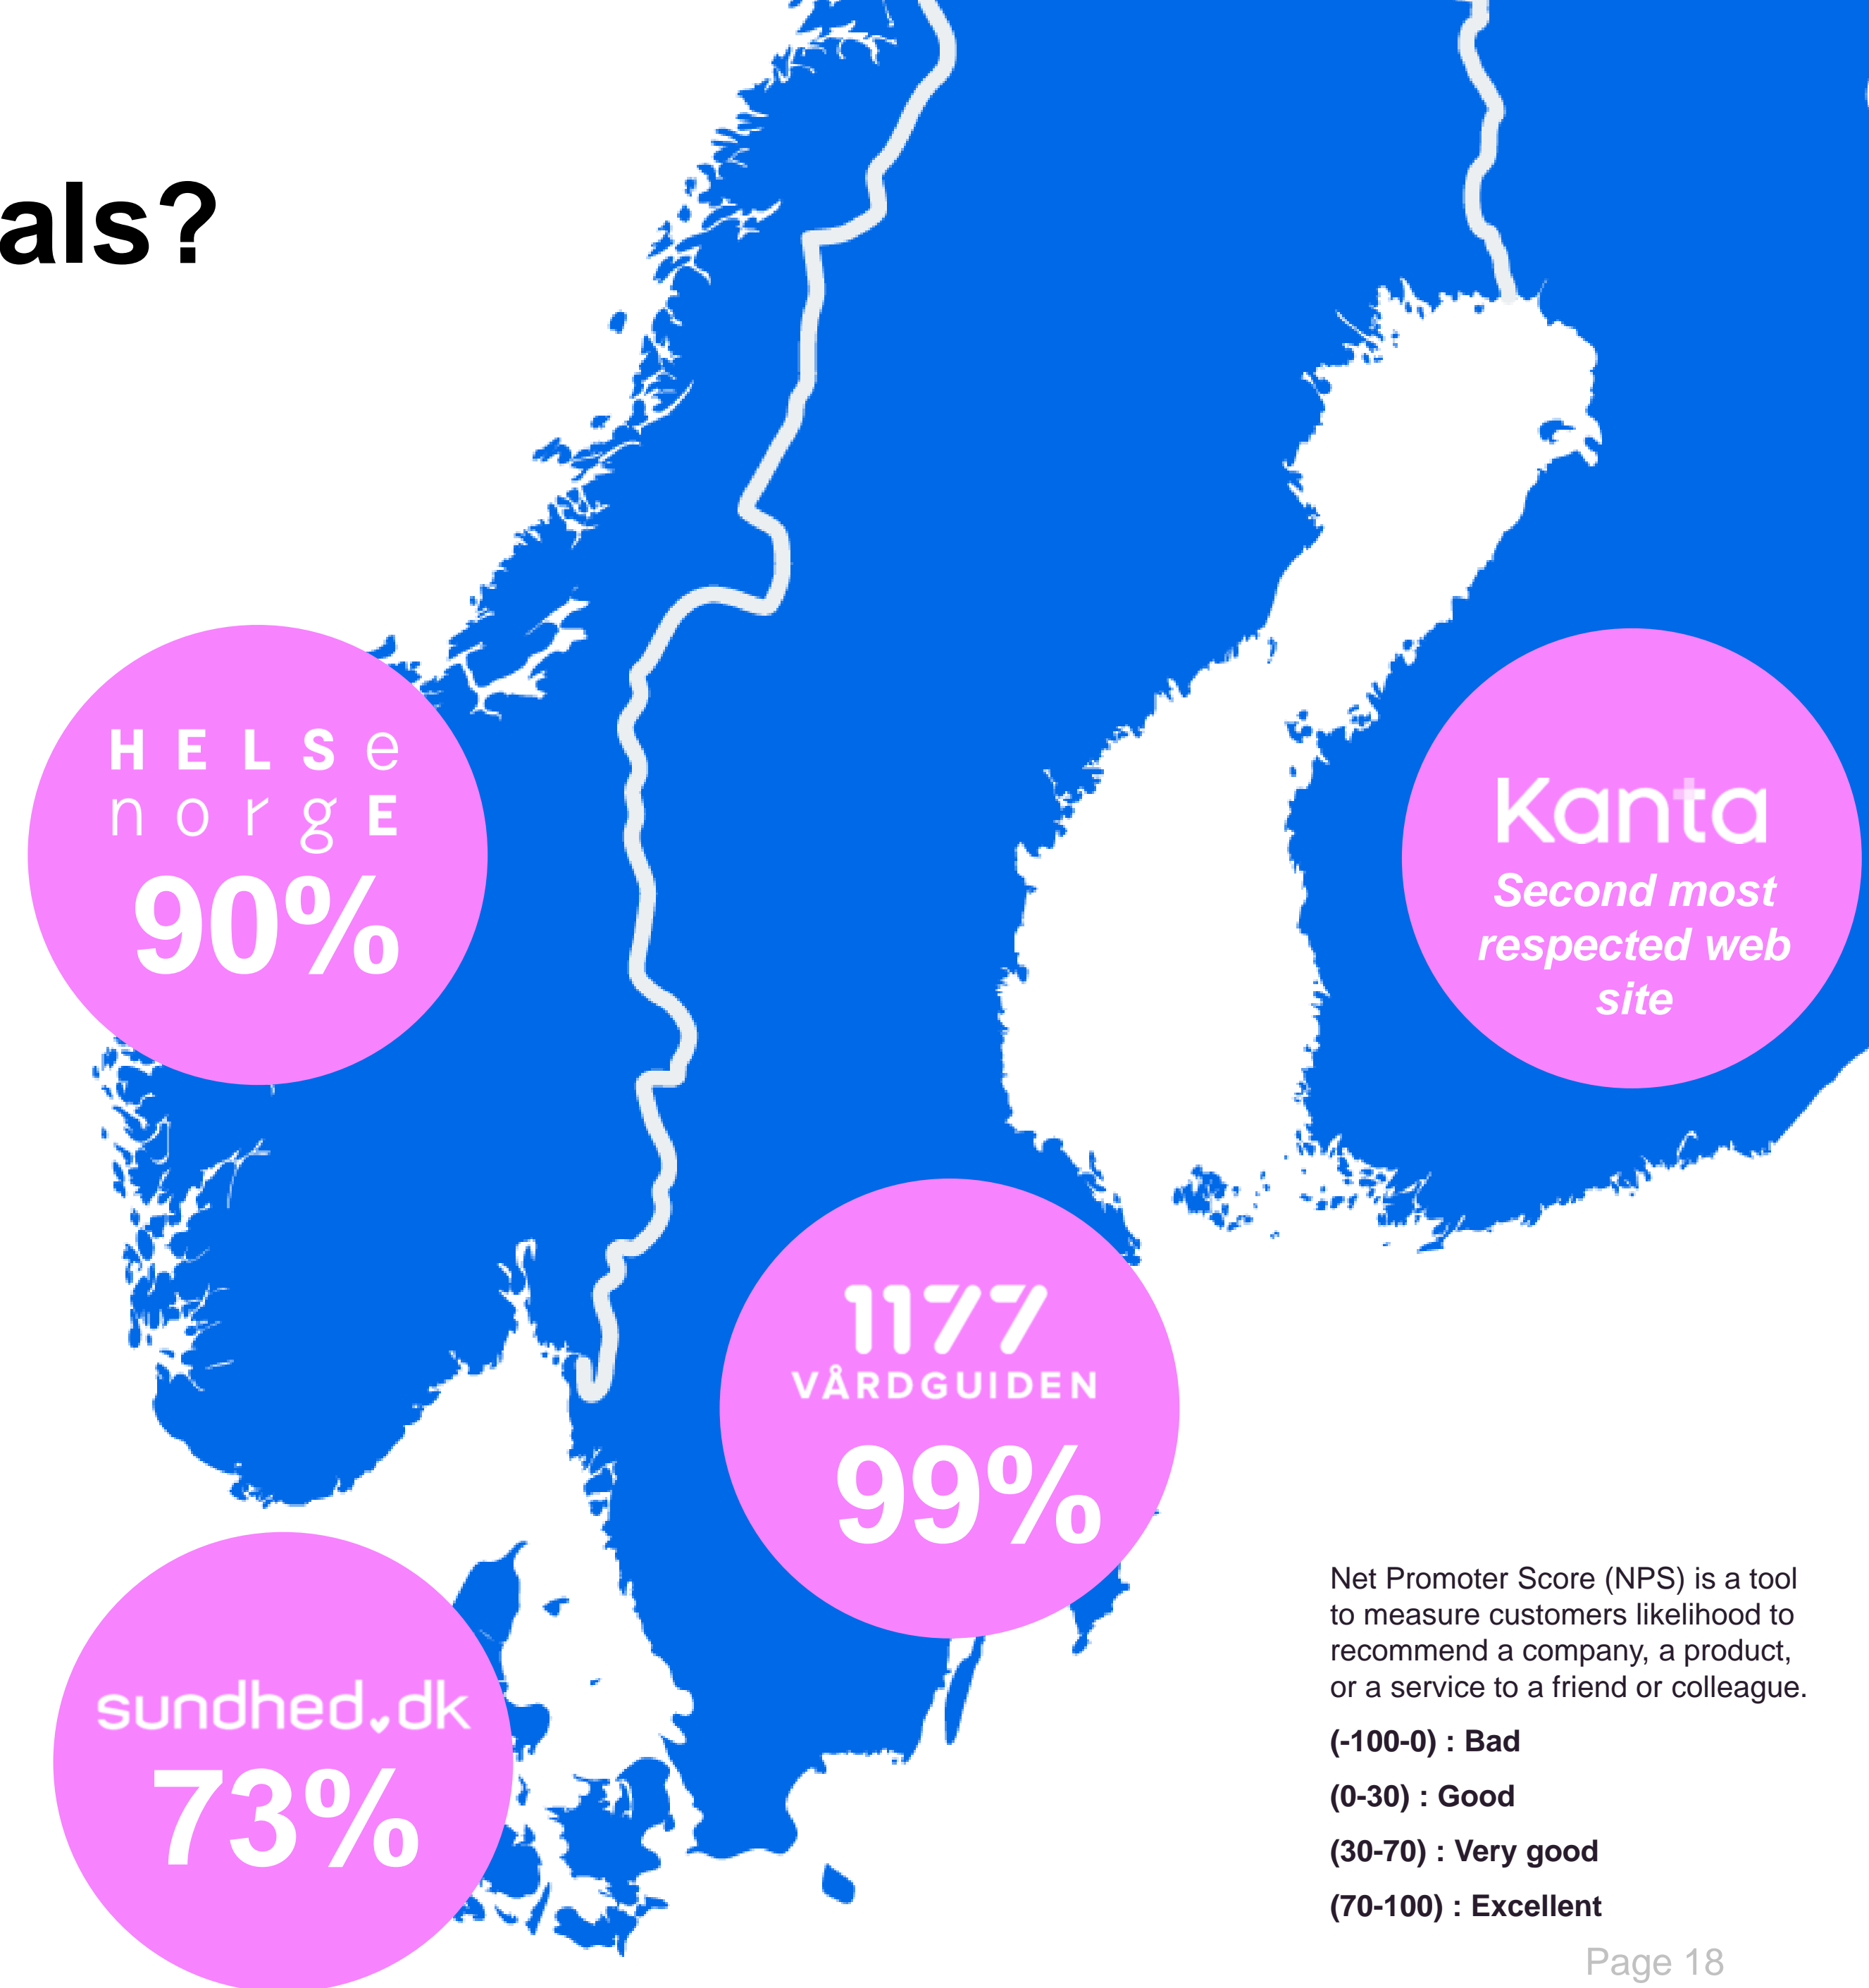 als?
HELSe
norgE
90%
Kanta
Second most
respected web
site
1177
VÅRDGUIDEN
99%
sundhed.dk
73%
Net Promoter Score (NPS) is a tool
to measure customers likelihood to
recommend a company, a product,
or a service to a friend or colleague.
(-100-0) : Bad
(0-30) : Good
(30-70) : Very good
(70-100) : Excellent
Page 18